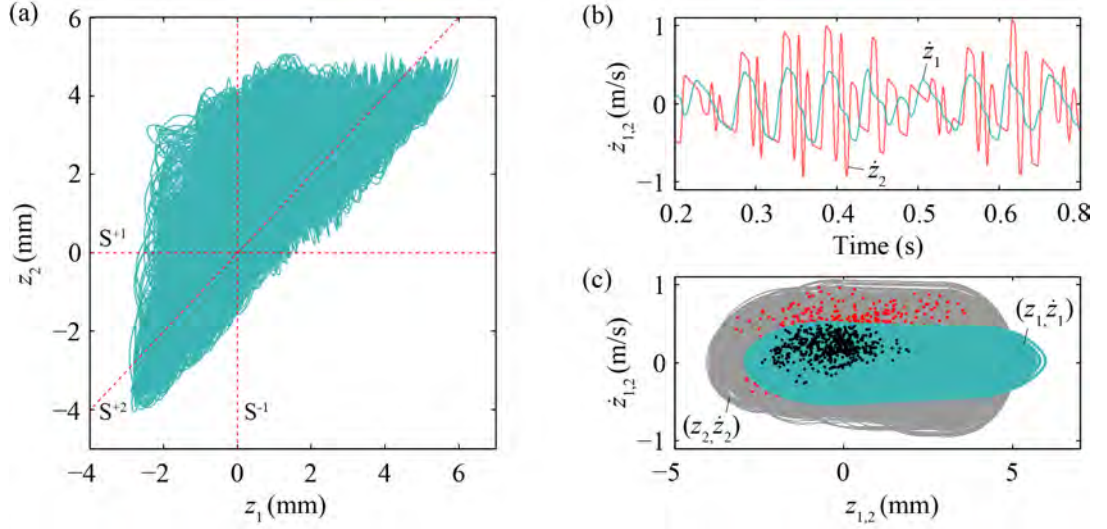 (a)
z₂ (mm)
4
2
0
−2
−4
S⁺¹
S⁺²
S⁻¹
−4 −2 0 2 4 6
z₁ (mm)
(b)
ż₁,₂ (m/s)
1
0
−1
ż₁
ż₂
0.2 0.3 0.4 0.5 0.6 0.7 0.8
Time (s)
(c)
ż₁,₂ (m/s)
1
0
−1
(z₁,ż₁)
(z₂,ż₂)
−5 0 5
z₁,₂ (mm)